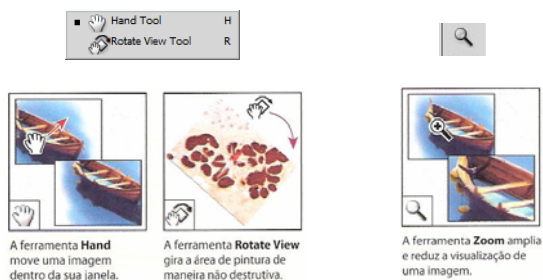 Hand Tool H
Rotate View Tool R
A ferramenta Hand
move uma imagem
dentro da sua janela.
A ferramenta Rotate View
gira a área de pintura de
maneira não destrutiva.
A ferramenta Zoom amplia
e reduz a visualização de
uma imagem.